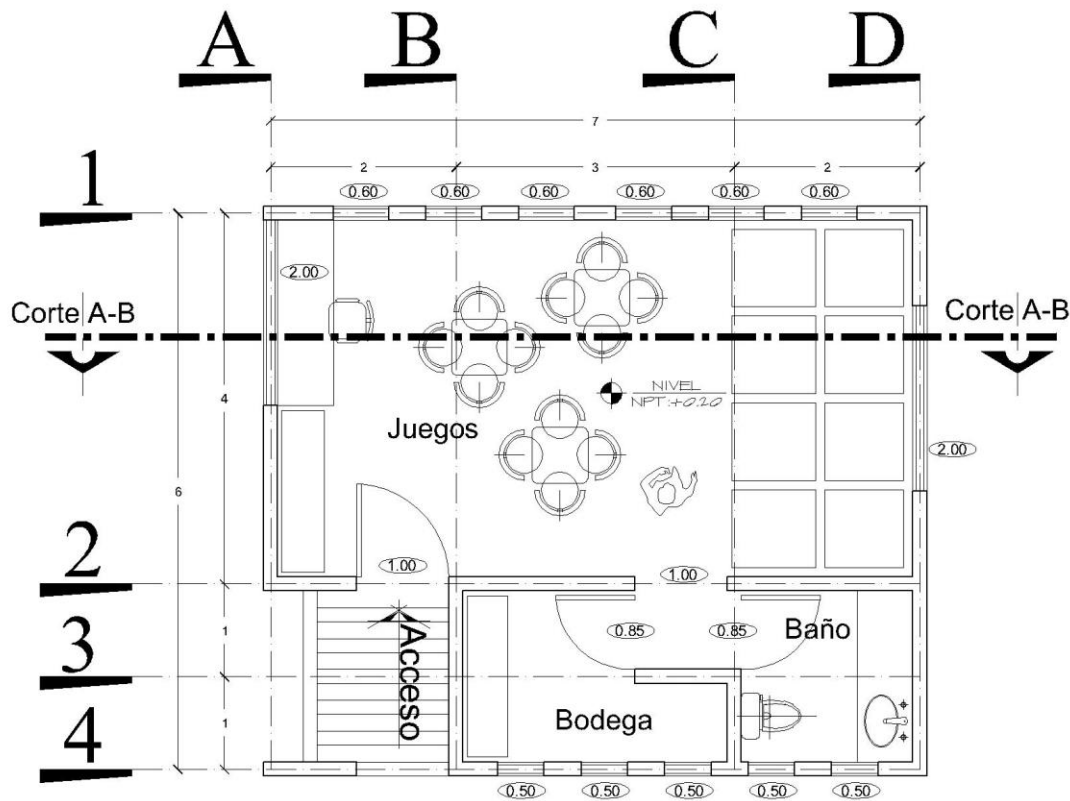 A B C D
7
2 3 2
1
0.60 0.60 0.60 0.60 0.60 0.60
2.00
Corte A-B
Corte A-B
NIVEL
NPT:+0.20
4
Juegos
2.00
6
2
1.00
1.00
1
0.85 0.85
Baño
Acceso
3
Bodega
1
4
0.50 0.50 0.50 0.50 0.50